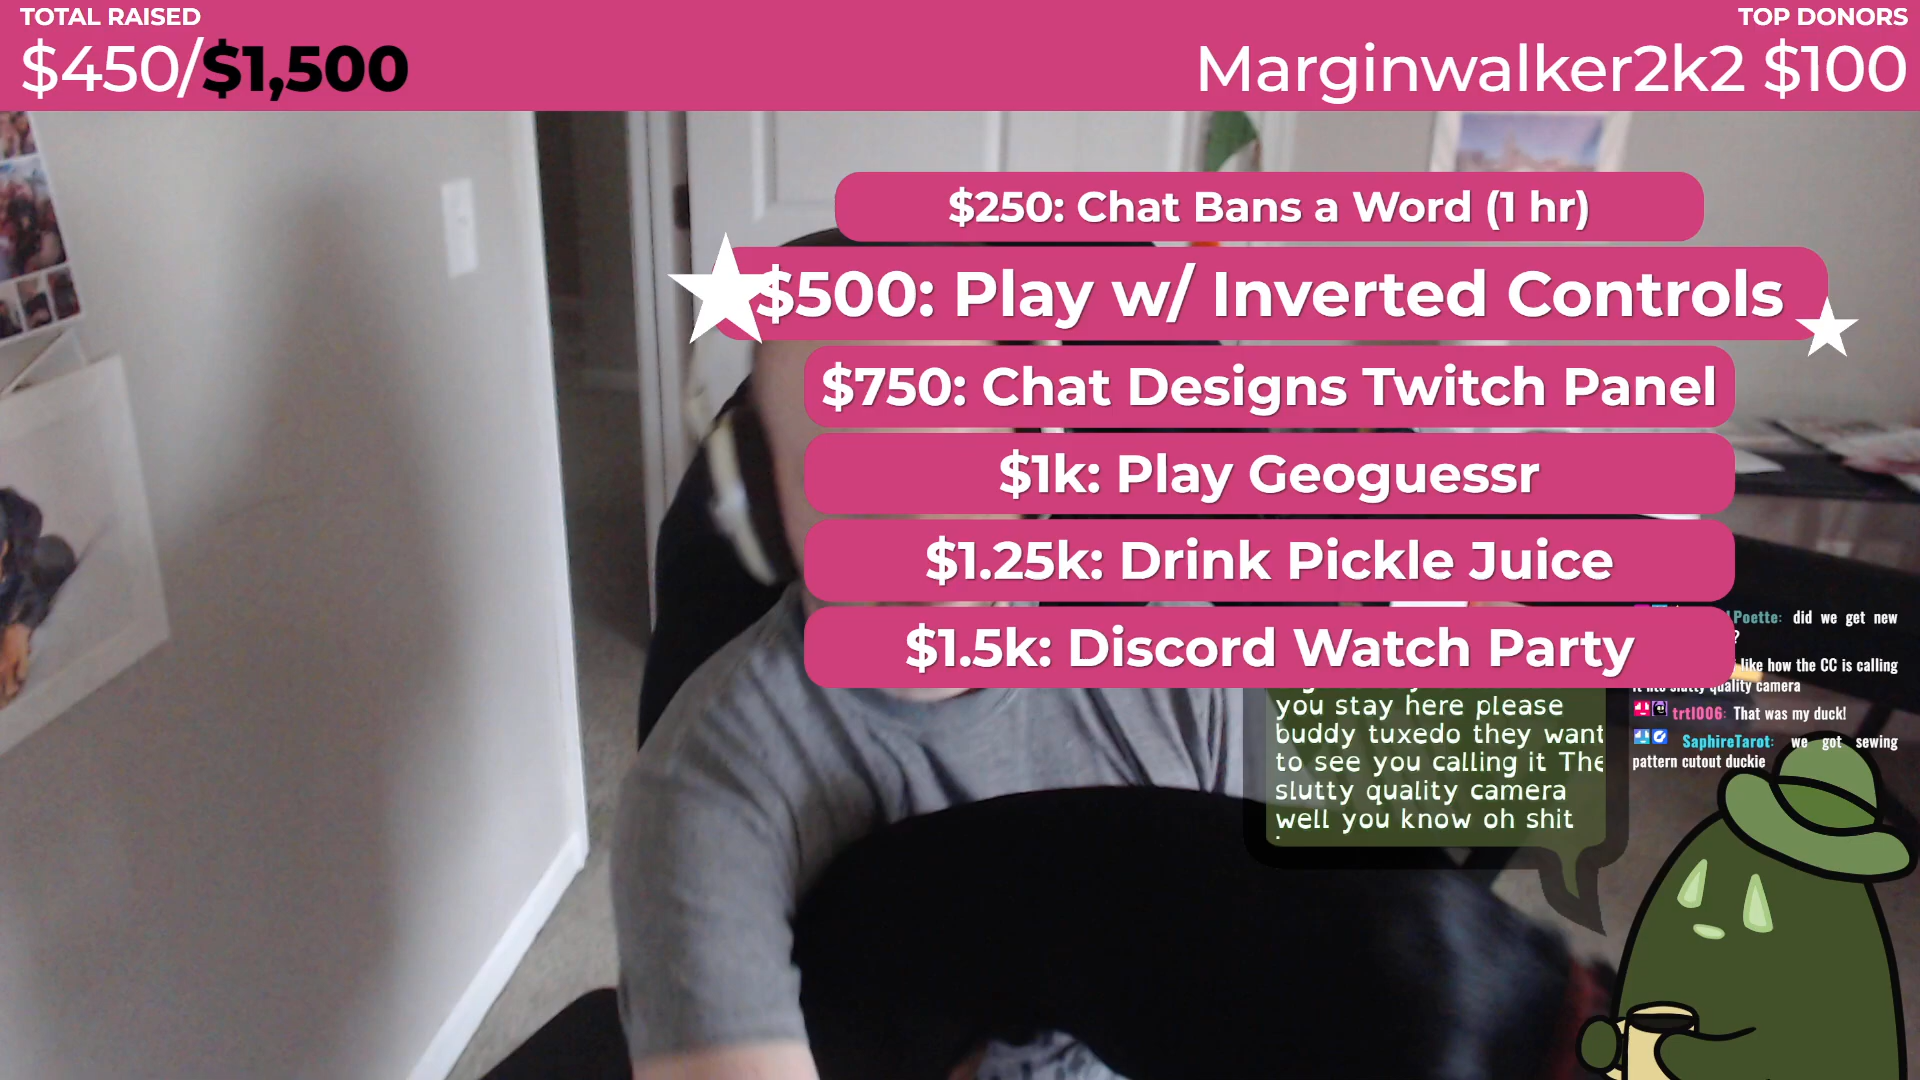 TOTAL RAISED
$450/$1,500
TOP DONORS
Marginwalker2k2 $100
$250: Chat Bans a Word (1 hr)
$500: Play w/ Inverted Controls
$750: Chat Designs Twitch Panel
$1k: Play Geoguessr
$1.25k: Drink Pickle Juice
$1.5k: Discord Watch Party
you stay here please
buddy tuxedo they want
to see you calling it The
slutty quality camera
well you know oh shit
Poette: did we get new
?
like how the CC is calling
quality camera
trtl006: That was my duck!
SaphireTarot: we got sewing
pattern cutout duckie